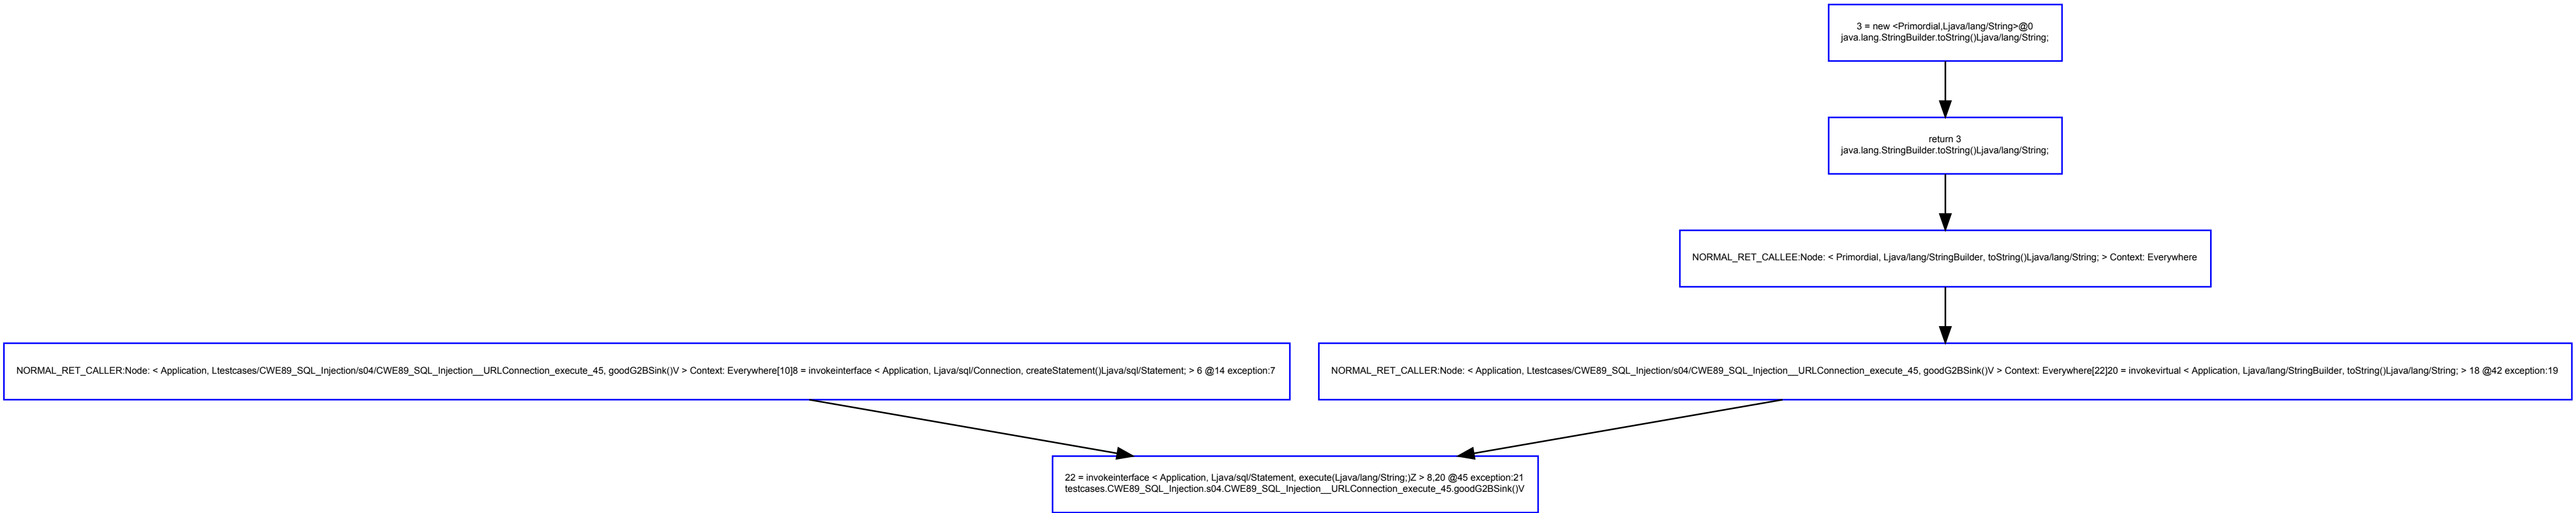 3 = new <Primordial,Ljava/lang/String>@0
java.lang.StringBuilder.toString()Ljava/lang/String;
return 3
java.lang.StringBuilder.toString()Ljava/lang/String;
NORMAL_RET_CALLEE:Node: < Primordial, Ljava/lang/StringBuilder, toString()Ljava/lang/String; > Context: Everywhere
NORMAL_RET_CALLER:Node: < Application, Ltestcases/CWE89_SQL_Injection/s04/CWE89_SQL_Injection__URLConnection_execute_45, goodG2BSink()V > Context: Everywhere[10]8 = invokeinterface < Application, Ljava/sql/Connection, createStatement()Ljava/sql/Statement; > 6 @14 exception:7
NORMAL_RET_CALLER:Node: < Application, Ltestcases/CWE89_SQL_Injection/s04/CWE89_SQL_Injection__URLConnection_execute_45, goodG2BSink()V > Context: Everywhere[22]20 = invokevirtual < Application, Ljava/lang/StringBuilder, toString()Ljava/lang/String; > 18 @42 exception:19
22 = invokeinterface < Application, Ljava/sql/Statement, execute(Ljava/lang/String;)Z > 8,20 @45 exception:21
testcases.CWE89_SQL_Injection.s04.CWE89_SQL_Injection__URLConnection_execute_45.goodG2BSink()V